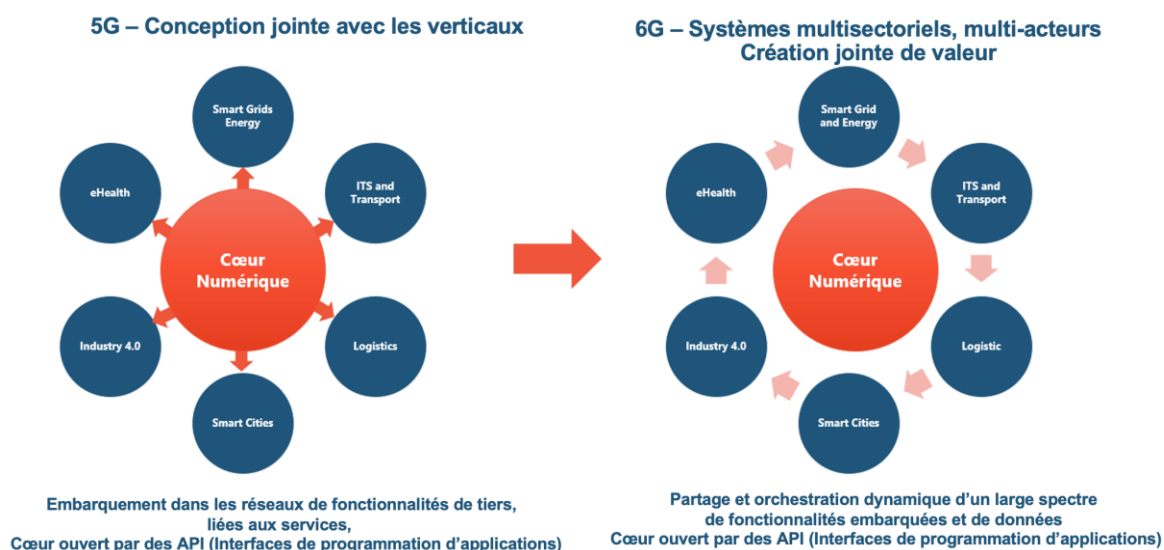 5G – Conception jointe avec les verticaux
Smart Grids
Energy
eHealth
ITS and
Transport
Cœur
Numérique
Industry 4.0
Logistics
Smart Cities
Embarquement dans les réseaux de fonctionnalités de tiers,
liées aux services,
Cœur ouvert par des API (Interfaces de programmation d’applications)
6G – Systèmes multisectoriels, multi-acteurs
Création jointe de valeur
Smart Grid
and Energy
eHealth
ITS and
Transport
Cœur
Numérique
Industry 4.0
Logistic
Smart Cities
Partage et orchestration dynamique d’un large spectre
de fonctionnalités embarquées et de données
Cœur ouvert par des API (Interfaces de programmation d’applications)